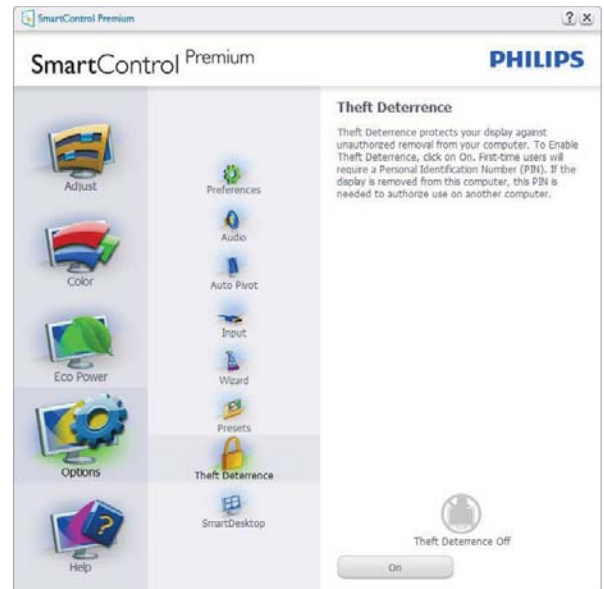 SmartControl Premium
? x
SmartControl Premium
PHILIPS
Adjust
Color
Eco Power
Options
Help
Preferences
Audio
Auto Pivot
Input
Wizard
Presets
Theft Deterrence
SmartDesktop
Theft Deterrence
Theft Deterrence protects your display against
unauthorized removal from your computer. To Enable
Theft Deterrence, click on On. First-time users will
require a Personal Identification Number (PIN). If the
display is removed from this computer, this PIN is
needed to authorize use on another computer.
Theft Deterrence Off
On